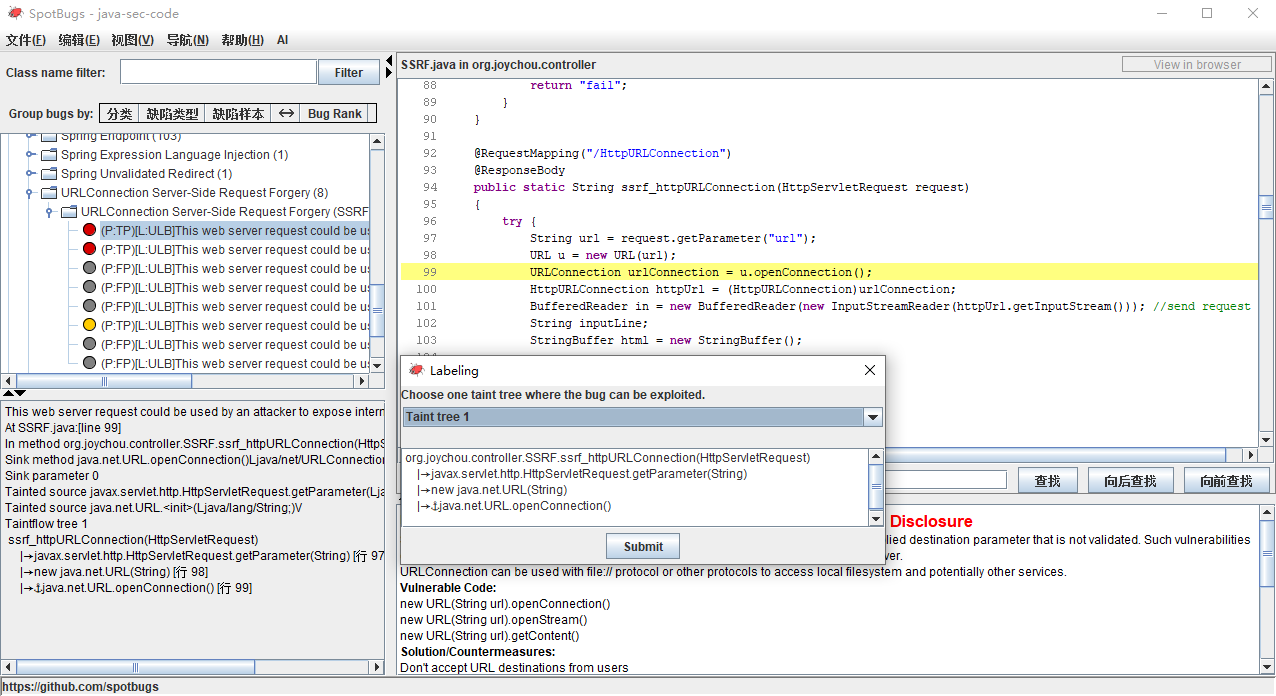 SpotBugs - java-sec-code
文件(F) 编辑(E) 视图(V) 导航(N) 帮助(H) AI
Class name filter:
Filter
Group bugs by: 分类 缺陷类型 缺陷样本 ↔ Bug Rank
Spring Endpoint (103)
Spring Expression Language Injection (1)
Spring Unvalidated Redirect (1)
URLConnection Server-Side Request Forgery (8)
URLConnection Server-Side Request Forgery (SSRF
(P:TP)[L:ULB]This web server request could be us
(P:TP)[L:ULB]This web server request could be us
(P:FP)[L:ULB]This web server request could be us
(P:FP)[L:ULB]This web server request could be us
(P:FP)[L:ULB]This web server request could be us
(P:TP)[L:ULB]This web server request could be us
(P:FP)[L:ULB]This web server request could be us
(P:FP)[L:ULB]This web server request could be us
This web server request could be used by an attacker to expose intern
At SSRF.java:[line 99]
In method org.joychou.controller.SSRF.ssrf_httpURLConnection(HttpS
Sink method java.net.URL.openConnection()Ljava/net/URLConnection
Sink parameter 0
Tainted source javax.servlet.http.HttpServletRequest.getParameter(Lja
Tainted source java.net.URL.<init>(Ljava/lang/String;)V
Taintflow tree 1
ssrf_httpURLConnection(HttpServletRequest)
|→javax.servlet.http.HttpServletRequest.getParameter(String) [行 97
|→new java.net.URL(String) [行 98]
|→⚓java.net.URL.openConnection() [行 99]
SSRF.java in org.joychou.controller
View in browser
88 return "fail";
89 }
90 }
91
92 @RequestMapping("/HttpURLConnection")
93 @ResponseBody
94 public static String ssrf_httpURLConnection(HttpServletRequest request)
95 {
96 try {
97 String url = request.getParameter("url");
98 URL u = new URL(url);
99 URLConnection urlConnection = u.openConnection();
100 HttpURLConnection httpUrl = (HttpURLConnection)urlConnection;
101 BufferedReader in = new BufferedReader(new InputStreamReader(httpUrl.getInputStream())); //send request
102 String inputLine;
103 StringBuffer html = new StringBuffer();
Labeling
Choose one taint tree where the bug can be exploited.
Taint tree 1
org.joychou.controller.SSRF.ssrf_httpURLConnection(HttpServletRequest)
|→javax.servlet.http.HttpServletRequest.getParameter(String)
|→new java.net.URL(String)
|→⚓java.net.URL.openConnection()
Submit
查找 向后查找 向前查找
Disclosure
lied destination parameter that is not validated. Such vulnerabilities
ver.
URLConnection can be used with file:// protocol or other protocols to access local filesystem and potentially other services.
Vulnerable Code:
new URL(String url).openConnection()
new URL(String url).openStream()
new URL(String url).getContent()
Solution/Countermeasures:
Don't accept URL destinations from users
https://github.com/spotbugs